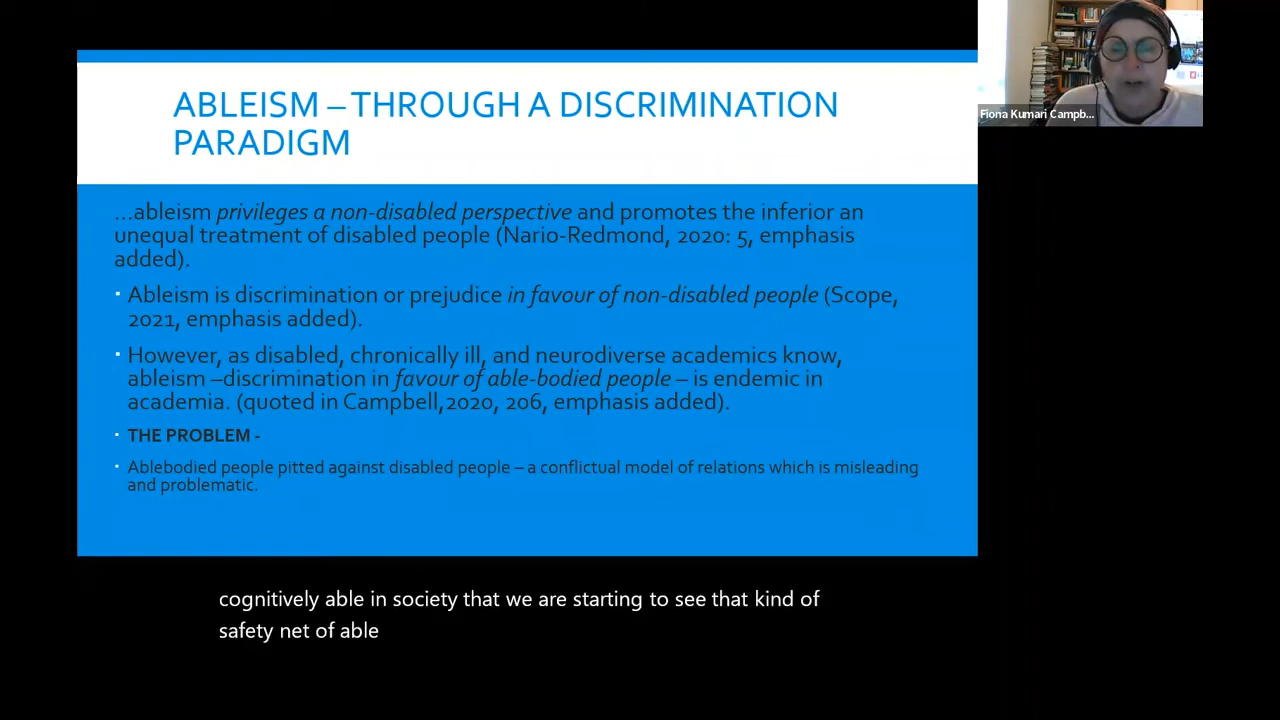 ABLEISM – THROUGH A DISCRIMINATION
PARADIGM
Fiona Kumari Campb...
...ableism privileges a non-disabled perspective and promotes the inferior an
unequal treatment of disabled people (Nario-Redmond, 2020: 5, emphasis
added).
▪ Ableism is discrimination or prejudice in favour of non-disabled people (Scope,
2021, emphasis added).
▪ However, as disabled, chronically ill, and neurodiverse academics know,
ableism –discrimination in favour of able-bodied people – is endemic in
academia. (quoted in Campbell,2020, 206, emphasis added).
▪ THE PROBLEM -
▪ Ablebodied people pitted against disabled people – a conflictual model of relations which is misleading
and problematic.
cognitively able in society that we are starting to see that kind of
safety net of able